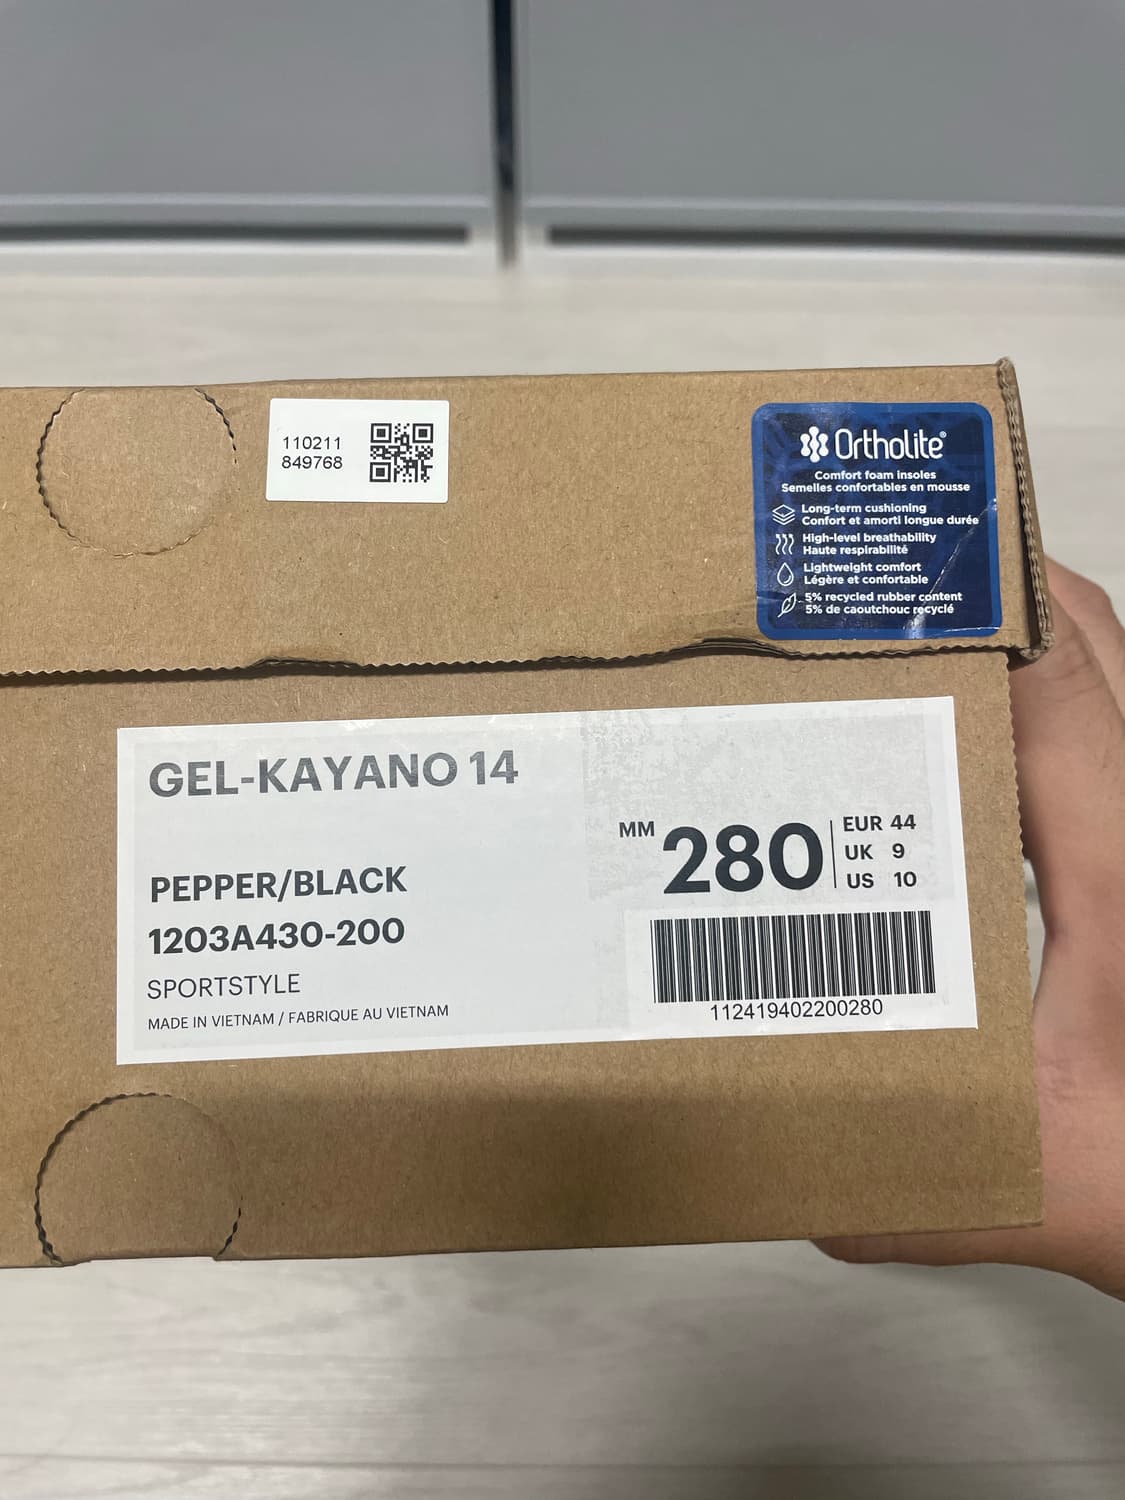 110211
849768
Ortholite®
Comfort foam insoles
Semelles confortables en mousse
Long-term cushioning
Confort et amorti longue durée
High-level breathability
Haute respirabilité
Lightweight comfort
Légère et confortable
5% recycled rubber content
5% de caoutchouc recyclé
GEL-KAYANO 14
PEPPER/BLACK
1203A430-200
SPORTSTYLE
MADE IN VIETNAM / FABRIQUE AU VIETNAM
MM 280
EUR 44
UK 9
US 10
112419402200280